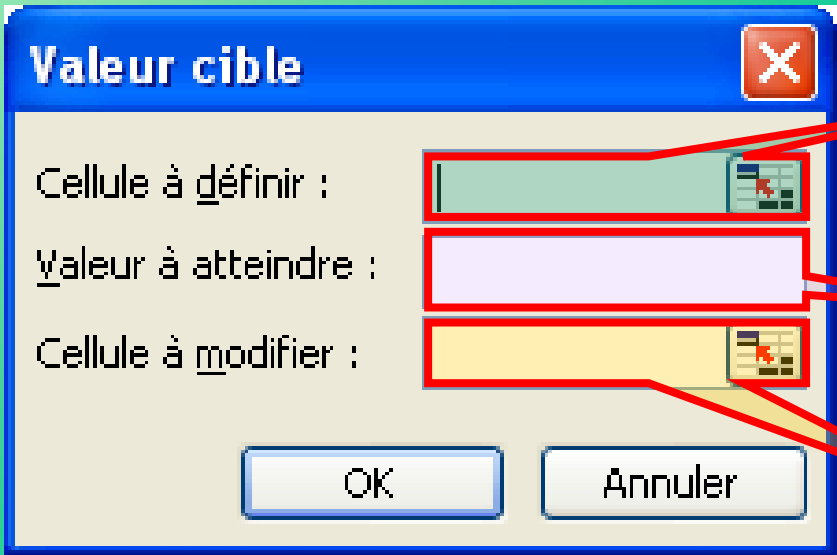 Valeur cible
Cellule à définir :
Valeur à atteindre :
Cellule à modifier :
OK Annuler